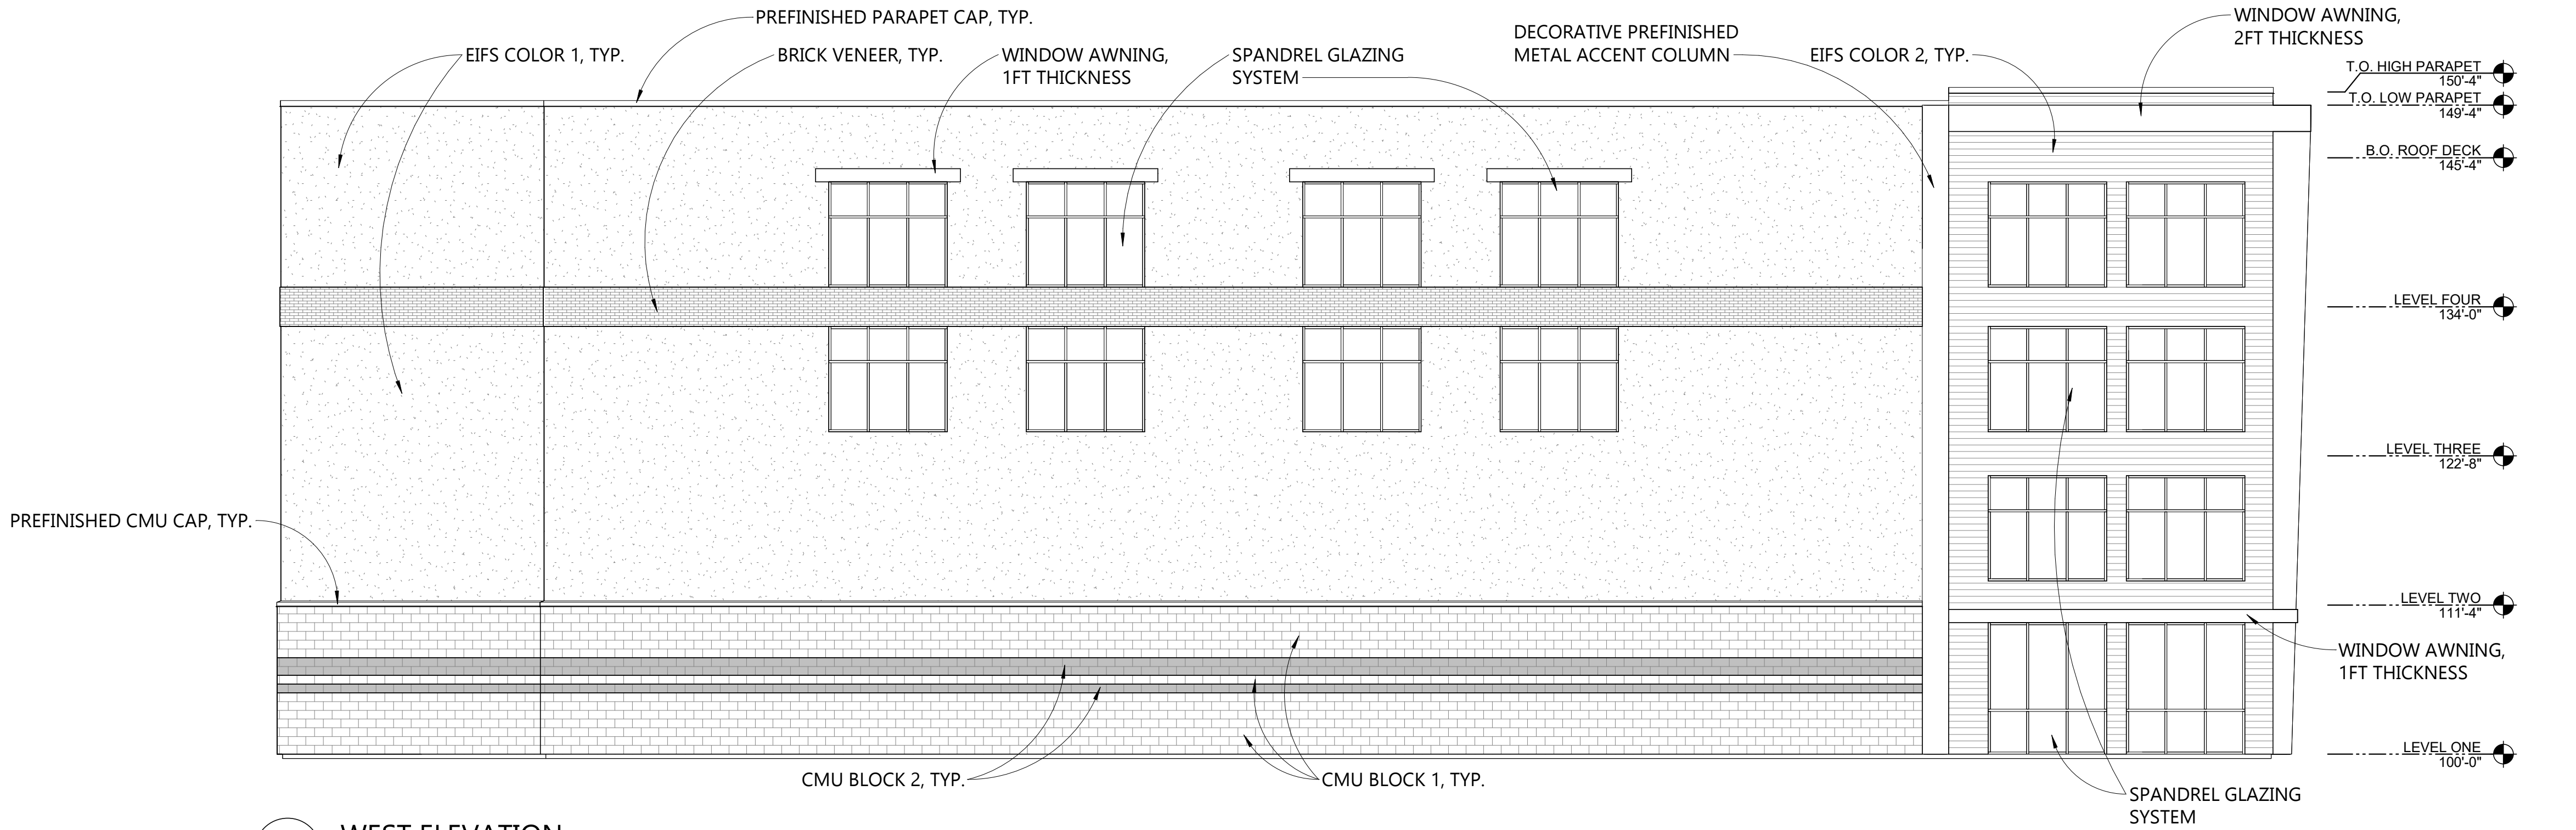 PREFINISHED PARAPET CAP, TYP.
EIFS COLOR 1, TYP.
BRICK VENEER, TYP.
WINDOW AWNING,
1FT THICKNESS
SPANDREL GLAZING
SYSTEM
DECORATIVE PREFINISHED
METAL ACCENT COLUMN
EIFS COLOR 2, TYP.
WINDOW AWNING,
2FT THICKNESS
T.O. HIGH PARAPET
150'-4"
T.O. LOW PARAPET
149'-4"
B.O. ROOF DECK
145'-4"
LEVEL FOUR
134'-0"
LEVEL THREE
122'-8"
PREFINISHED CMU CAP, TYP.
LEVEL TWO
111'-4"
WINDOW AWNING,
1FT THICKNESS
LEVEL ONE
100'-0"
CMU BLOCK 2, TYP.
CMU BLOCK 1, TYP.
SPANDREL GLAZING
SYSTEM
WEST ELEVATION